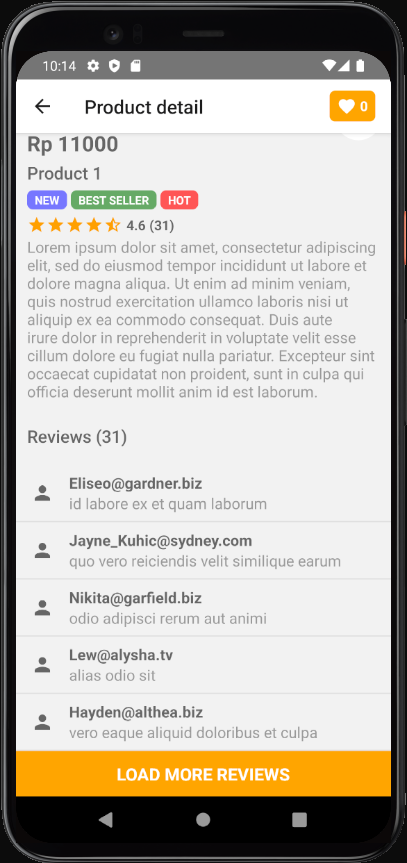 10:14
Product detail
0
Rp 11000
Product 1
NEW BEST SELLER HOT
4.6 (31)
Lorem ipsum dolor sit amet, consectetur adipiscing
elit, sed do eiusmod tempor incididunt ut labore et
dolore magna aliqua. Ut enim ad minim veniam,
quis nostrud exercitation ullamco laboris nisi ut
aliquip ex ea commodo consequat. Duis aute
irure dolor in reprehenderit in voluptate velit esse
cillum dolore eu fugiat nulla pariatur. Excepteur sint
occaecat cupidatat non proident, sunt in culpa qui
officia deserunt mollit anim id est laborum.
Reviews (31)
Eliseo@gardner.biz
id labore ex et quam laborum
Jayne_Kuhic@sydney.com
quo vero reiciendis velit similique earum
Nikita@garfield.biz
odio adipisci rerum aut animi
Lew@alysha.tv
alias odio sit
Hayden@althea.biz
vero eaque aliquid doloribus et culpa
LOAD MORE REVIEWS